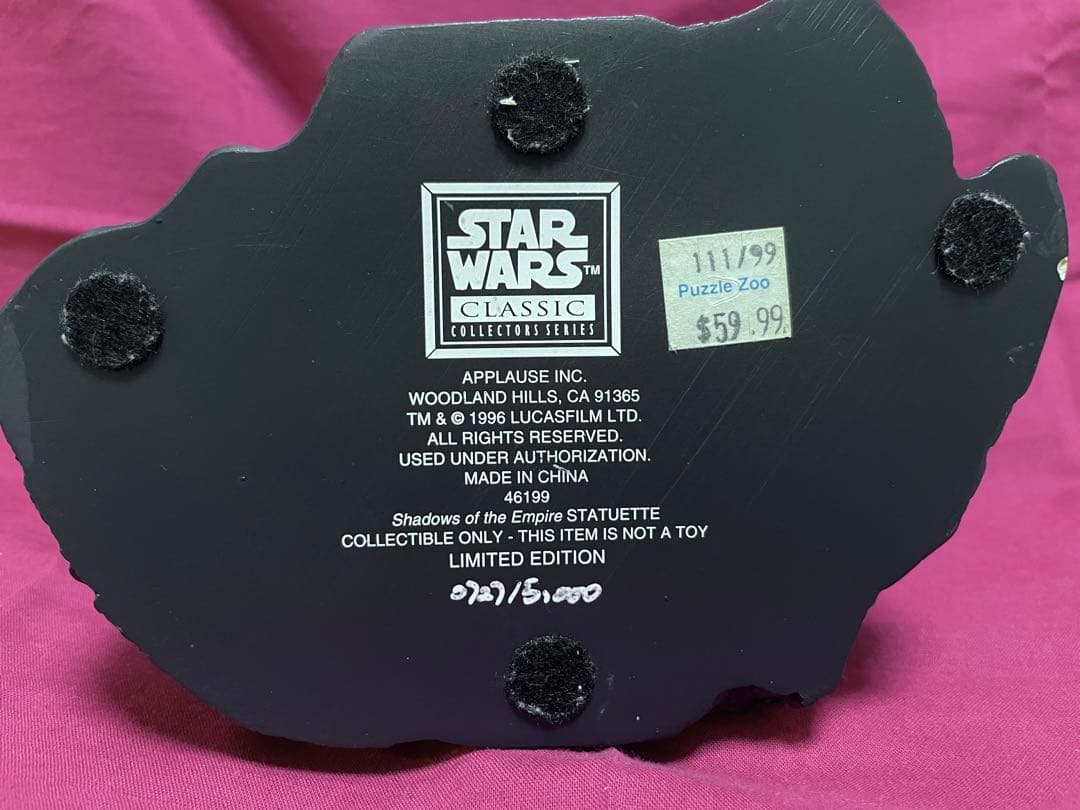 STAR
WARS™
CLASSIC
COLLECTORS SERIES
111/99
Puzzle Zoo
$59.99
APPLAUSE INC.
WOODLAND HILLS, CA 91365
TM & © 1996 LUCASFILM LTD.
ALL RIGHTS RESERVED.
USED UNDER AUTHORIZATION.
MADE IN CHINA
46199
Shadows of the Empire STATUETTE
COLLECTIBLE ONLY - THIS ITEM IS NOT A TOY
LIMITED EDITION
0727/5,000